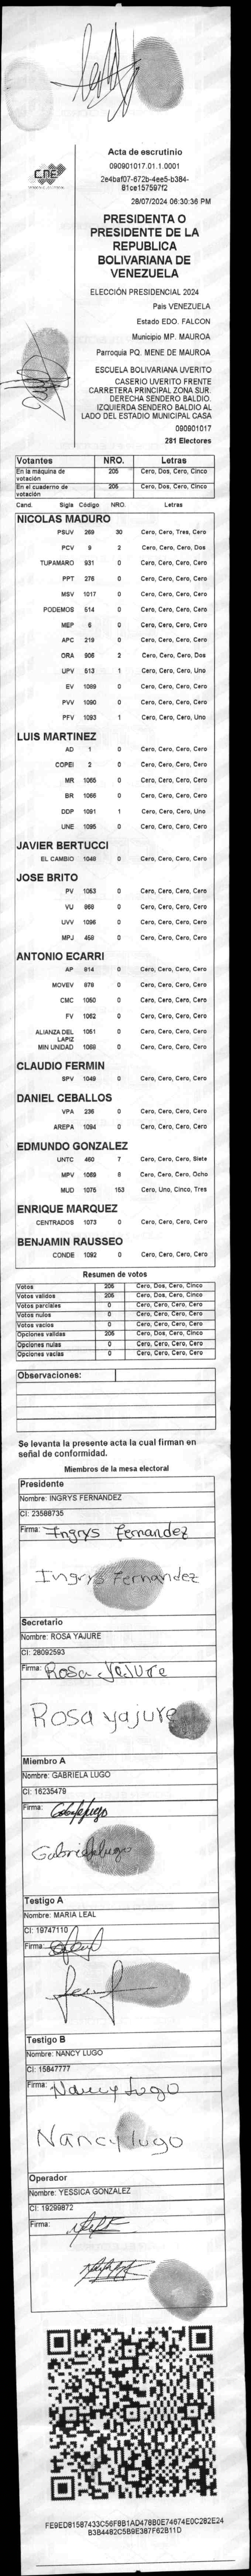 CNE
Acta de escrutinio
090901017.01.1.0001
2e4baf07-672b-4ee5-b384-
81ce157597f2
28/07/2024 06:30:36 PM
PRESIDENTA O
PRESIDENTE DE LA
REPUBLICA
BOLIVARIANA DE
VENEZUELA
ELECCIÓN PRESIDENCIAL 2024
Pais VENEZUELA
Estado EDO. FALCON
Municipio MP. MAUROA
Parroquia PQ. MENE DE MAUROA
ESCUELA BOLIVARIANA UVERITO
CASERIO UVERITO FRENTE
CARRETERA PRINCIPAL ZONA SUR.
DERECHA SENDERO BALDIO.
IZQUIERDA SENDERO BALDIO AL
LADO DEL ESTADIO MUNICIPAL CASA
090901017
281 Electores
Votantes NRO. Letras
En la máquina de votación 205 Cero, Dos, Cero, Cinco
En el cuaderno de votación 205 Cero, Dos, Cero, Cinco
Cand. Sigla Código NRO. Letras
NICOLAS MADURO
PSUV 269 30 Cero, Cero, Tres, Cero
PCV 9 2 Cero, Cero, Cero, Dos
TUPAMARO 931 0 Cero, Cero, Cero, Cero
PPT 276 0 Cero, Cero, Cero, Cero
MSV 1017 0 Cero, Cero, Cero, Cero
PODEMOS 514 0 Cero, Cero, Cero, Cero
MEP 6 0 Cero, Cero, Cero, Cero
APC 219 0 Cero, Cero, Cero, Cero
ORA 906 2 Cero, Cero, Cero, Dos
UPV 513 1 Cero, Cero, Cero, Uno
EV 1089 0 Cero, Cero, Cero, Cero
PVV 1090 0 Cero, Cero, Cero, Cero
PFV 1093 1 Cero, Cero, Cero, Uno
LUIS MARTINEZ
AD 1 0 Cero, Cero, Cero, Cero
COPEI 2 0 Cero, Cero, Cero, Cero
MR 1065 0 Cero, Cero, Cero, Cero
BR 1066 0 Cero, Cero, Cero, Cero
DDP 1091 1 Cero, Cero, Cero, Uno
UNE 1095 0 Cero, Cero, Cero, Cero
JAVIER BERTUCCI
EL CAMBIO 1048 0 Cero, Cero, Cero, Cero
JOSE BRITO
PV 1053 0 Cero, Cero, Cero, Cero
VU 868 0 Cero, Cero, Cero, Cero
UVV 1096 0 Cero, Cero, Cero, Cero
MPJ 458 0 Cero, Cero, Cero, Cero
ANTONIO ECARRI
AP 814 0 Cero, Cero, Cero, Cero
MOVEV 878 0 Cero, Cero, Cero, Cero
CMC 1050 0 Cero, Cero, Cero, Cero
FV 1062 0 Cero, Cero, Cero, Cero
ALIANZA DEL LAPIZ 1051 0 Cero, Cero, Cero, Cero
MIN UNIDAD 1068 0 Cero, Cero, Cero, Cero
CLAUDIO FERMIN
SPV 1049 0 Cero, Cero, Cero, Cero
DANIEL CEBALLOS
VPA 236 0 Cero, Cero, Cero, Cero
AREPA 1094 0 Cero, Cero, Cero, Cero
EDMUNDO GONZALEZ
UNTC 460 7 Cero, Cero, Cero, Siete
MPV 1069 8 Cero, Cero, Cero, Ocho
MUD 1075 153 Cero, Uno, Cinco, Tres
ENRIQUE MARQUEZ
CENTRADOS 1073 0 Cero, Cero, Cero, Cero
BENJAMIN RAUSSEO
CONDE 1092 0 Cero, Cero, Cero, Cero
Resumen de votos
Votos 205 Cero, Dos, Cero, Cinco
Votos validos 205 Cero, Dos, Cero, Cinco
Votos parciales 0 Cero, Cero, Cero, Cero
Votos nulos 0 Cero, Cero, Cero, Cero
Votos vacios 0 Cero, Cero, Cero, Cero
Opciones validas 205 Cero, Dos, Cero, Cinco
Opciones nulas 0 Cero, Cero, Cero, Cero
Opciones vacias 0 Cero, Cero, Cero, Cero
Observaciones:
Se levanta la presente acta la cual firman en
señal de conformidad.
Miembros de la mesa electoral
Presidente
Nombre: INGRYS FERNANDEZ
CI: 23588735
Firma: Ingrys Fernandez
Ingrys Fernandez
Secretario
Nombre: ROSA YAJURE
CI: 28092593
Firma: Rosa Yajure
Rosa yajure
Miembro A
Nombre: GABRIELA LUGO
CI: 16235479
Firma: Gabriela lugo
Gabriela lugo
Testigo A
Nombre: MARIA LEAL
CI: 19747110
Firma:
Testigo B
Nombre: NANCY LUGO
CI: 15847777
Firma: Nancy Lugo
Nancy lugo
Operador
Nombre: YESSICA GONZALEZ
CI: 19299872
Firma:
FE9ED81587433C56F8B1AD478B0E74674E0C282E24
B3B4482C5B9E387F62B11D